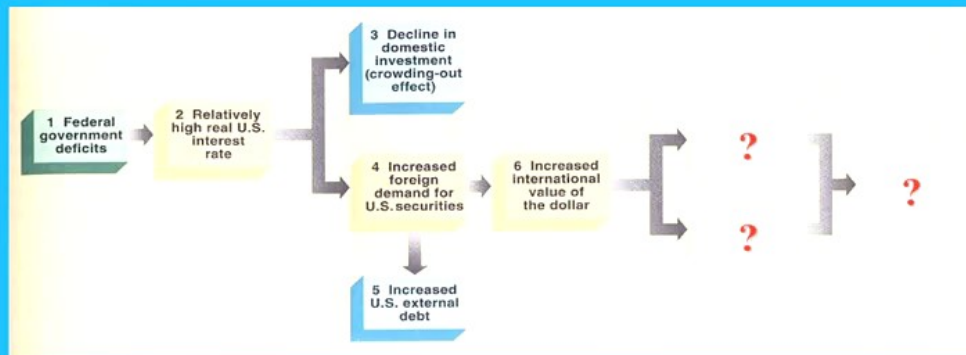 1 Federal
government
deficits
2 Relatively
high real U.S.
interest
rate
3 Decline in
domestic
investment
(crowding-out
effect)
4 Increased
foreign
demand for
U.S. securities
5 Increased
U.S. external
debt
6 Increased
international
value of
the dollar
?
?
?